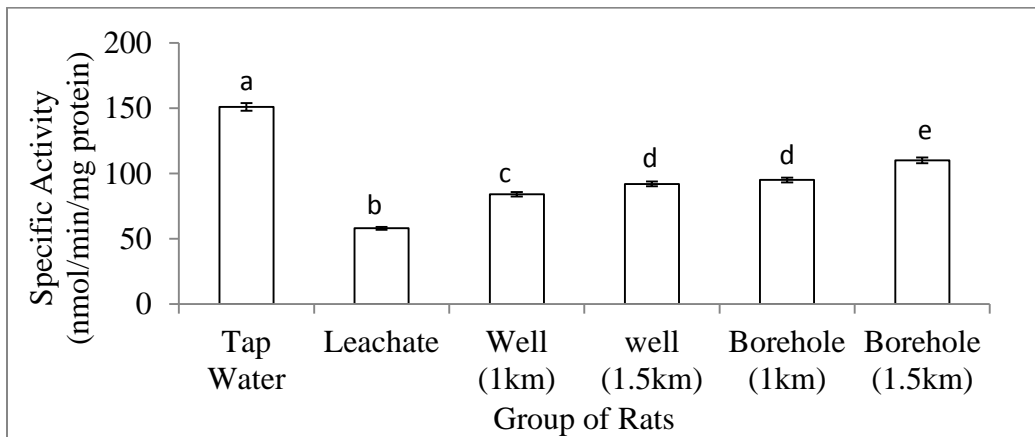 Specific Activity
(nmol/min/mg protein)
200
150
100
50
0
a
b
c
d
d
e
Tap
Water
Leachate
Well
(1km)
well
(1.5km)
Borehole
(1km)
Borehole
(1.5km)
Group of Rats